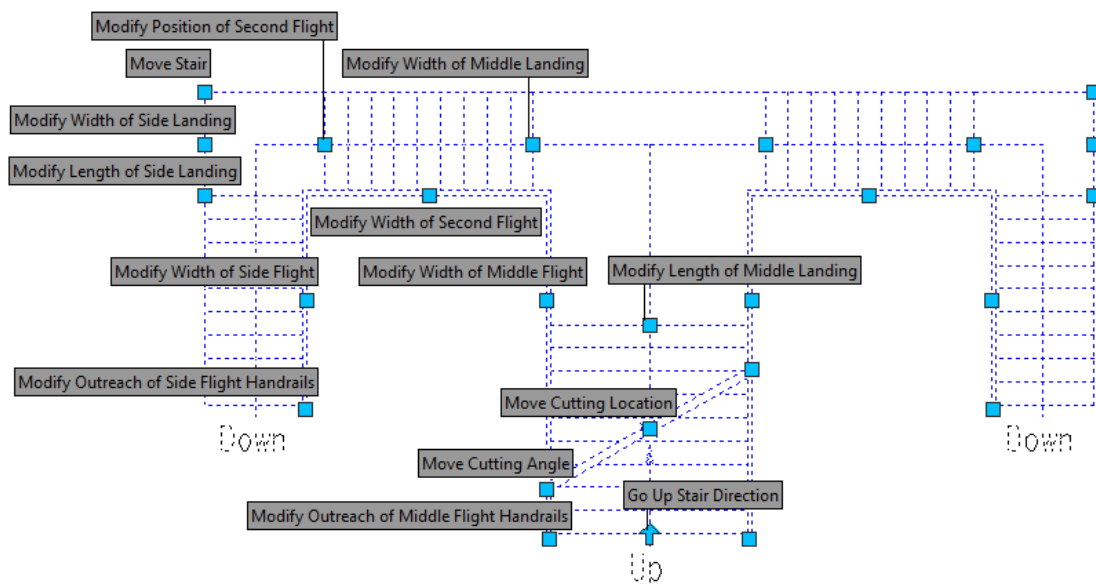 Modify Position of Second Flight
Move Stair
Modify Width of Middle Landing
Modify Width of Side Landing
Modify Length of Side Landing
Modify Width of Second Flight
Modify Width of Side Flight
Modify Width of Middle Flight
Modify Length of Middle Landing
Modify Outreach of Side Flight Handrails
Move Cutting Location
Down
Down
Move Cutting Angle
Go Up Stair Direction
Modify Outreach of Middle Flight Handrails
Up